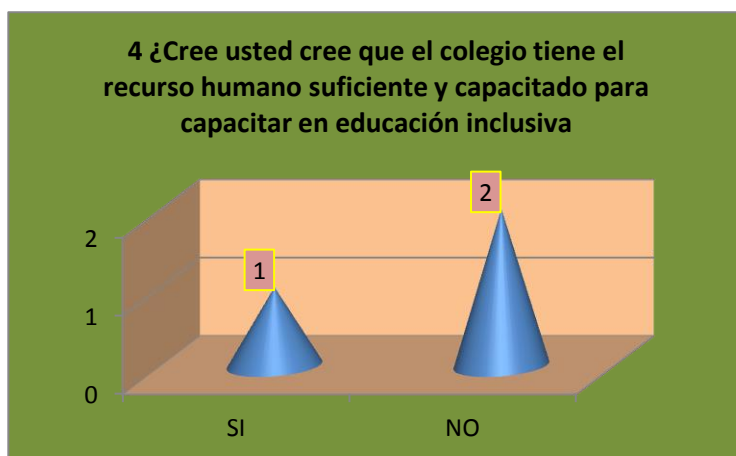 4 ¿Cree usted cree que el colegio tiene el
recurso humano suficiente y capacitado para
capacitar en educación inclusiva
2
1
2
1
0
SI
NO